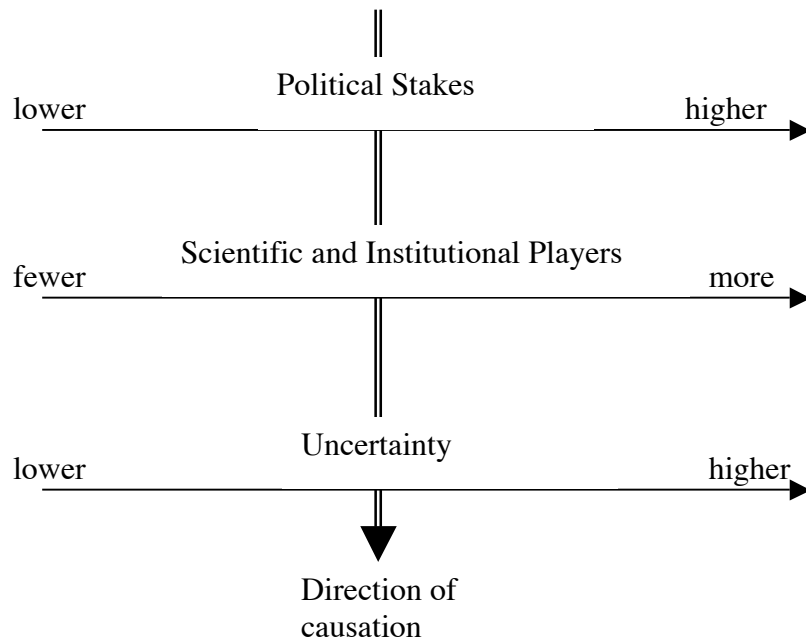 Political Stakes
lower
higher
Scientific and Institutional Players
fewer
more
Uncertainty
lower
higher
Direction of
causation